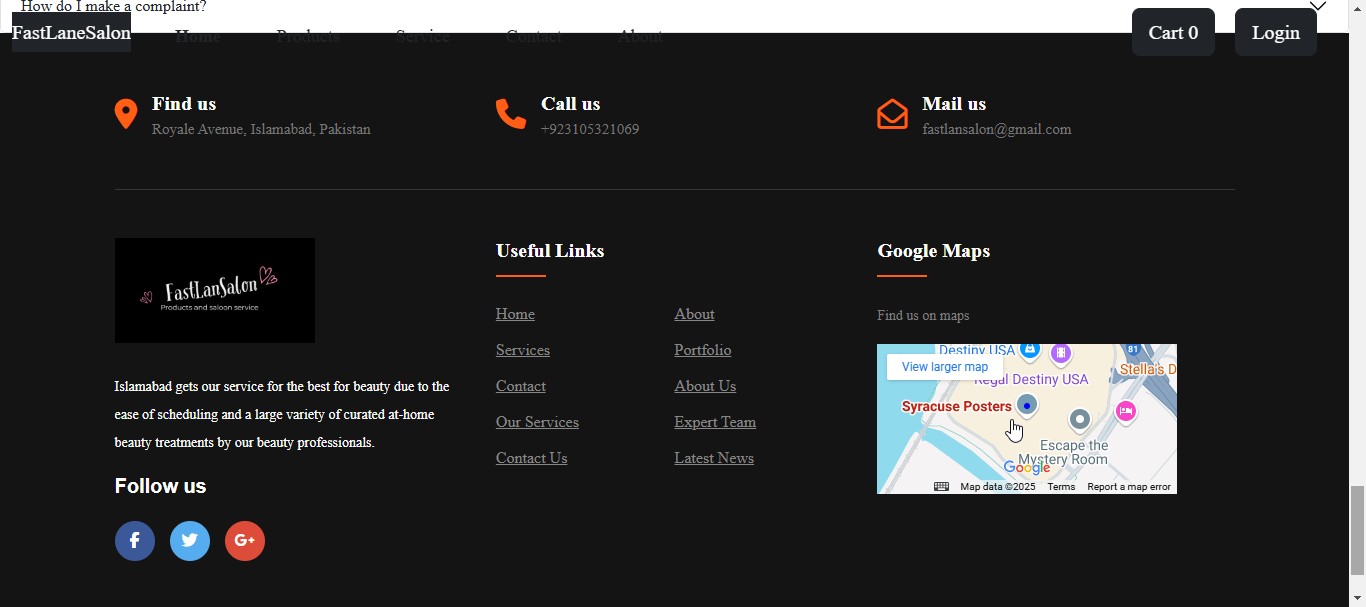 How do I make a complaint?
FastLaneSalon
Home
Products
Service
Contact
About
Cart 0
Login
Find us
Royale Avenue, Islamabad, Pakistan
Call us
+923105321069
Mail us
fastlansalon@gmail.com
FastLanSalon
Products and saloon service
Islamabad gets our service for the best for beauty due to the
ease of scheduling and a large variety of curated at-home
beauty treatments by our beauty professionals.
Follow us
G+
Useful Links
Home
About
Services
Portfolio
Contact
About Us
Our Services
Expert Team
Contact Us
Latest News
Google Maps
Find us on maps
Destiny USA
81
View larger map
Regal Destiny USA
Stella's D
Syracuse Posters
Escape the
Mystery Room
Google
Map data ©2025
Terms
Report a map error